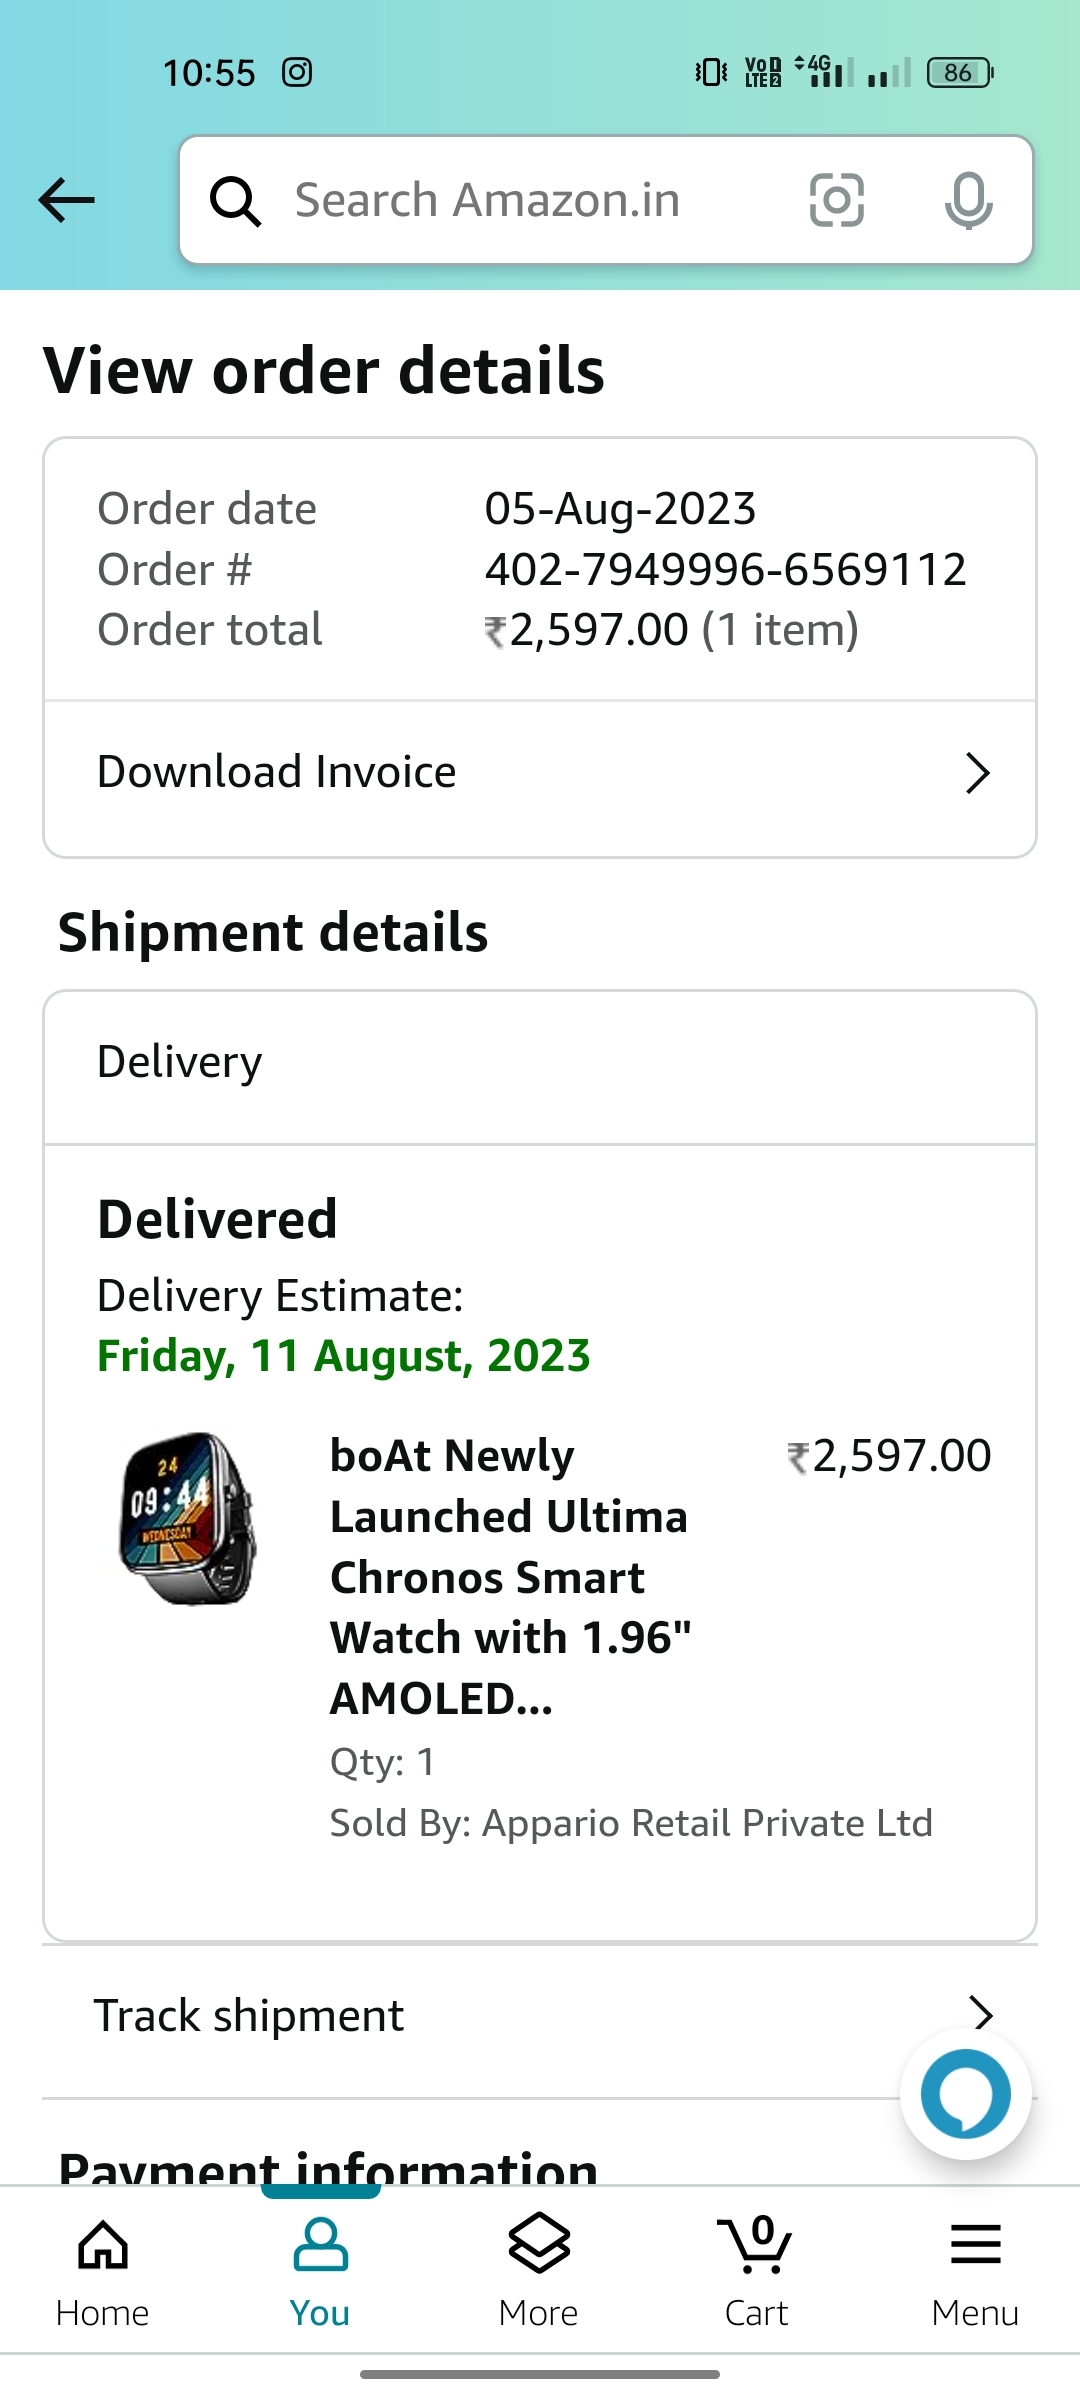 10:55
Vo 1
LTE 2
4G
86
Search Amazon.in
View order details
Order date 05-Aug-2023
Order # 402-7949996-6569112
Order total ₹2,597.00 (1 item)
Download Invoice
Shipment details
Delivery
Delivered
Delivery Estimate:
Friday, 11 August, 2023
24
09:44
WEDNESDAY
boAt Newly ₹2,597.00
Launched Ultima
Chronos Smart
Watch with 1.96"
AMOLED...
Qty: 1
Sold By: Appario Retail Private Ltd
Track shipment
Payment information
0
Home You More Cart Menu